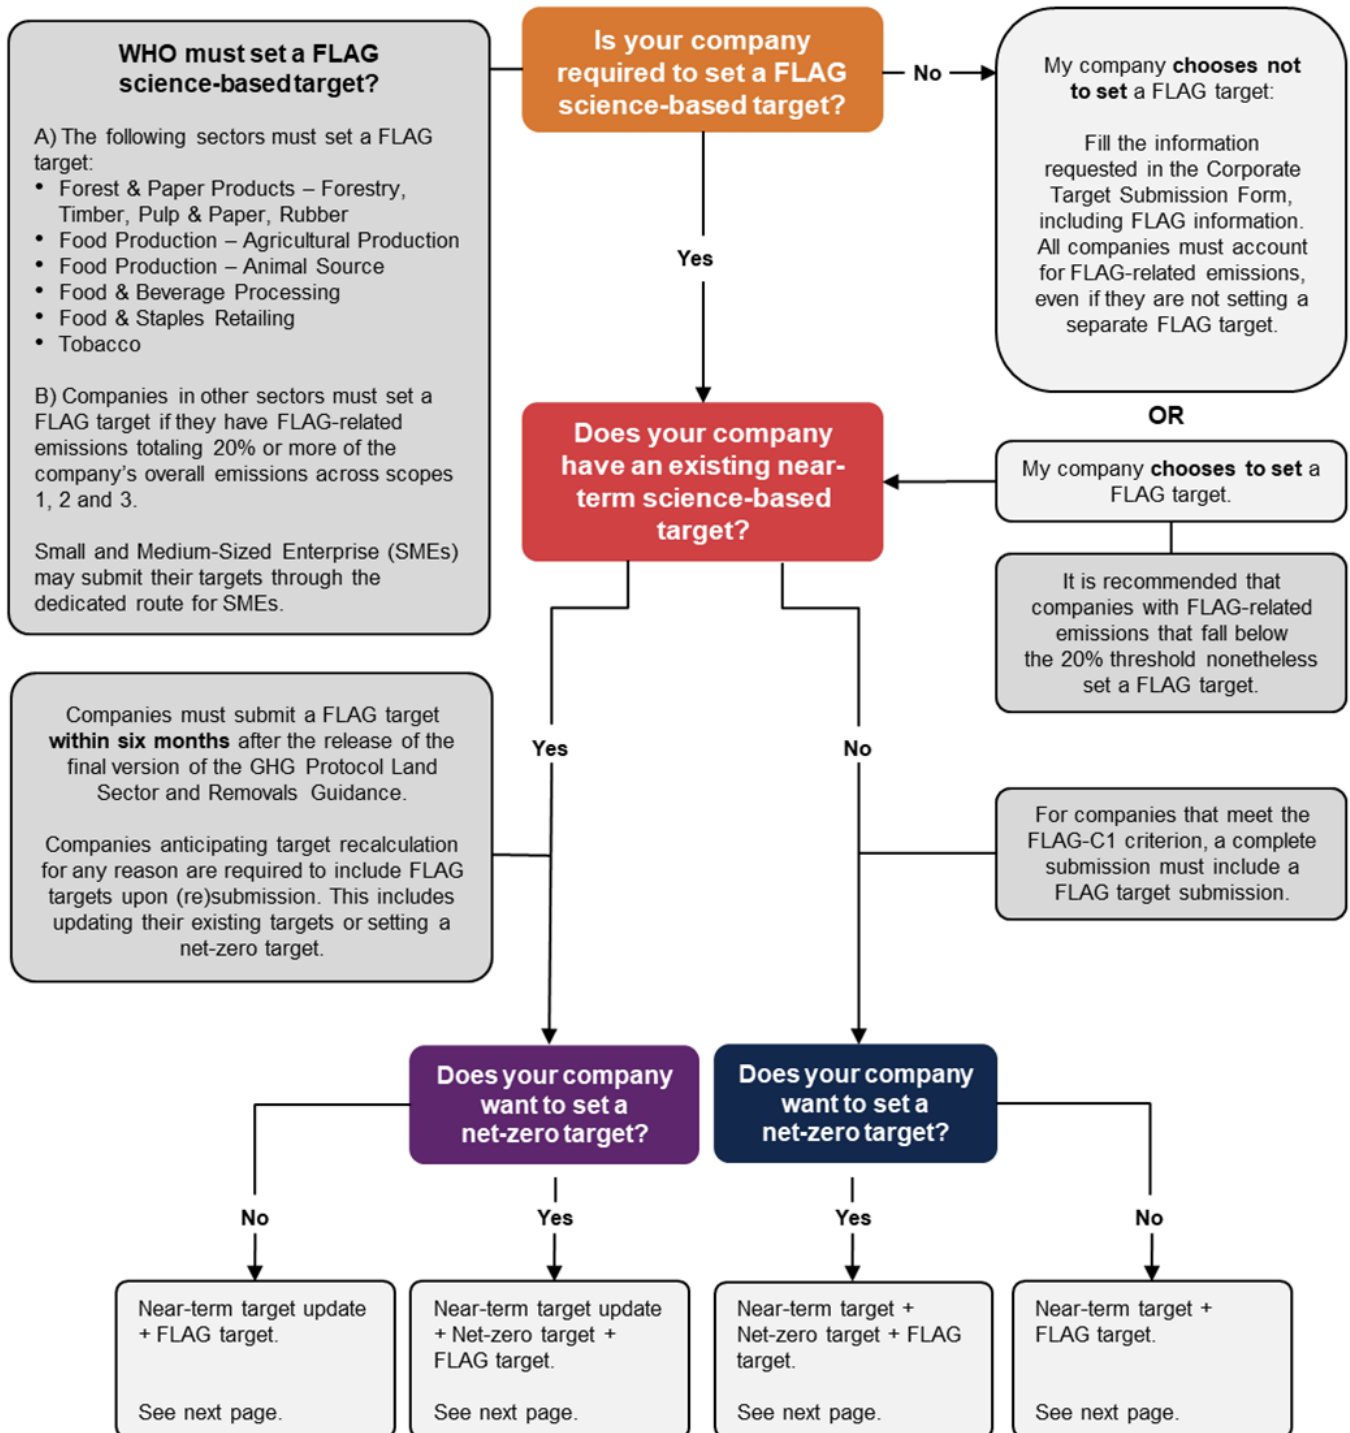 WHO must set a FLAG
science-based target?
A) The following sectors must set a FLAG
target:
• Forest & Paper Products – Forestry,
Timber, Pulp & Paper, Rubber
• Food Production – Agricultural Production
• Food Production – Animal Source
• Food & Beverage Processing
• Food & Staples Retailing
• Tobacco
B) Companies in other sectors must set a
FLAG target if they have FLAG-related
emissions totaling 20% or more of the
company's overall emissions across scopes
1, 2 and 3.
Small and Medium-Sized Enterprise (SMEs)
may submit their targets through the
dedicated route for SMEs.
Is your company
required to set a FLAG
science-based target?
No
My company chooses not
to set a FLAG target:
Fill the information
requested in the Corporate
Target Submission Form,
including FLAG information.
All companies must account
for FLAG-related emissions,
even if they are not setting a
separate FLAG target.
Yes
OR
My company chooses to set a
FLAG target.
It is recommended that
companies with FLAG-related
emissions that fall below
the 20% threshold nonetheless
set a FLAG target.
Does your company
have an existing near-
term science-based
target?
Companies must submit a FLAG target
within six months after the release of the
final version of the GHG Protocol Land
Sector and Removals Guidance.
Companies anticipating target recalculation
for any reason are required to include FLAG
targets upon (re)submission. This includes
updating their existing targets or setting a
net-zero target.
Yes
No
For companies that meet the
FLAG-C1 criterion, a complete
submission must include a
FLAG target submission.
Does your company
want to set a
net-zero target?
Does your company
want to set a
net-zero target?
No
Yes
Yes
No
Near-term target update
+ FLAG target.
See next page.
Near-term target update
+ Net-zero target +
FLAG target.
See next page.
Near-term target +
Net-zero target + FLAG
target.
See next page.
Near-term target +
FLAG target.
See next page.